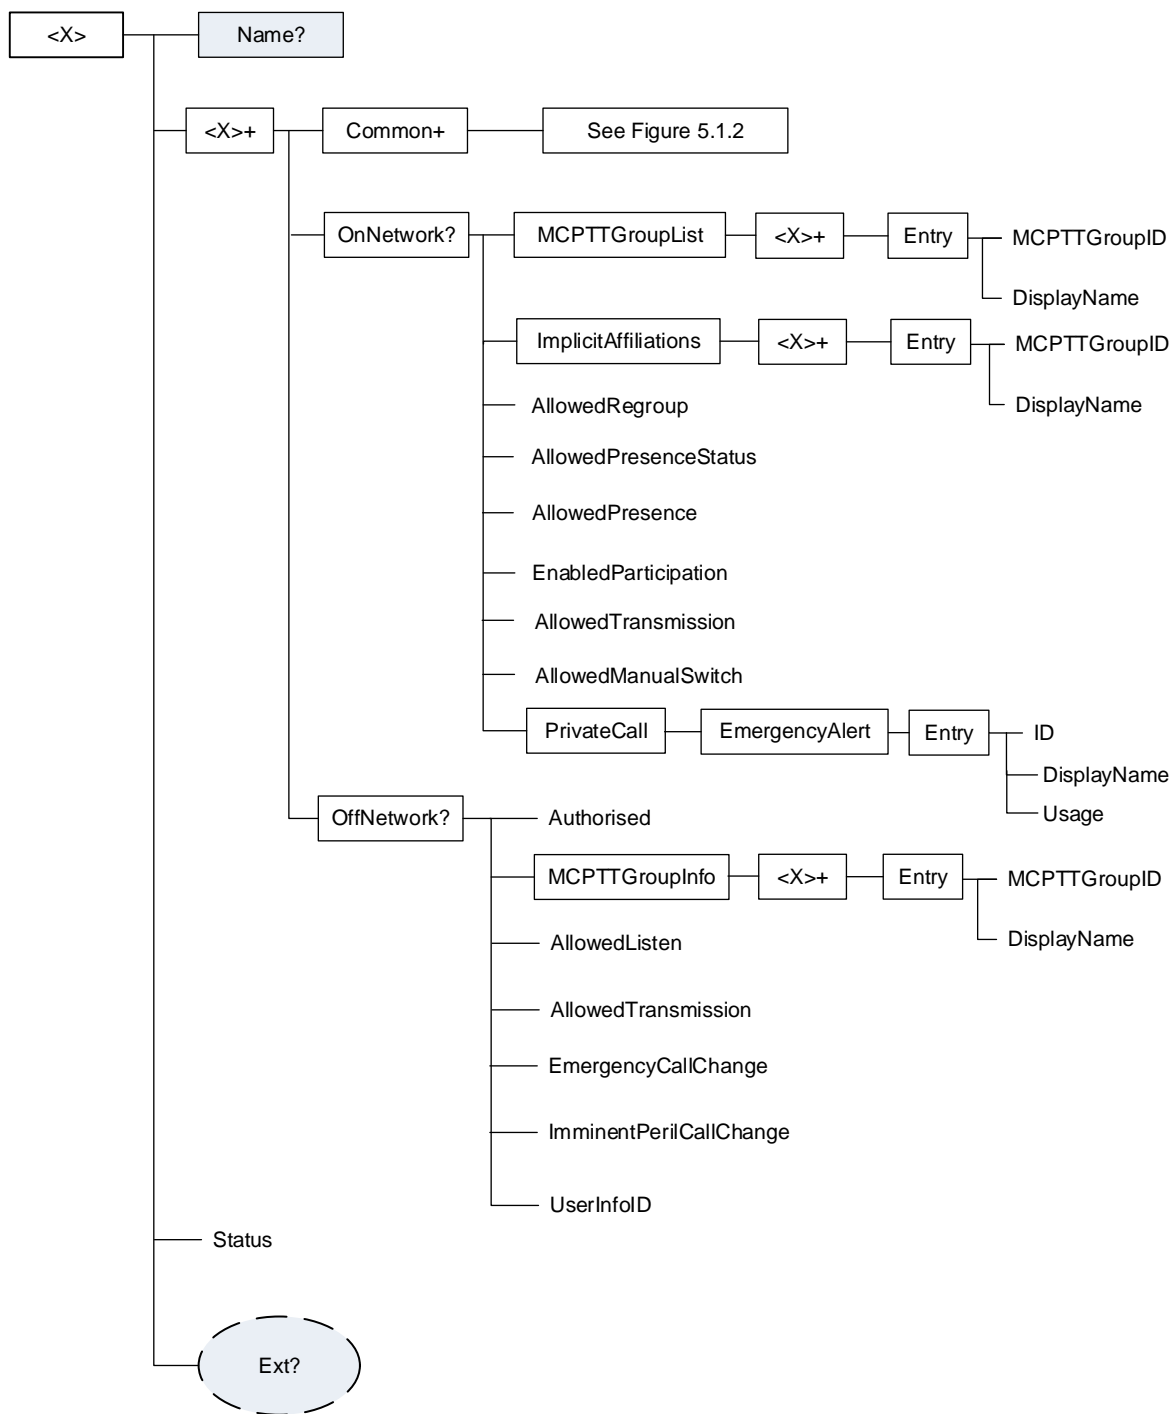 <X>
Name?
<X>+
Common+
See Figure 5.1.2
OnNetwork?
MCPTTGroupList
<X>+
Entry
MCPTTGroupID
DisplayName
ImplicitAffiliations
<X>+
Entry
MCPTTGroupID
DisplayName
AllowedRegroup
AllowedPresenceStatus
AllowedPresence
EnabledParticipation
AllowedTransmission
AllowedManualSwitch
PrivateCall
EmergencyAlert
Entry
ID
DisplayName
Usage
OffNetwork?
Authorised
MCPTTGroupInfo
<X>+
Entry
MCPTTGroupID
DisplayName
AllowedListen
AllowedTransmission
EmergencyCallChange
ImminentPerilCallChange
UserInfoID
Status
Ext?